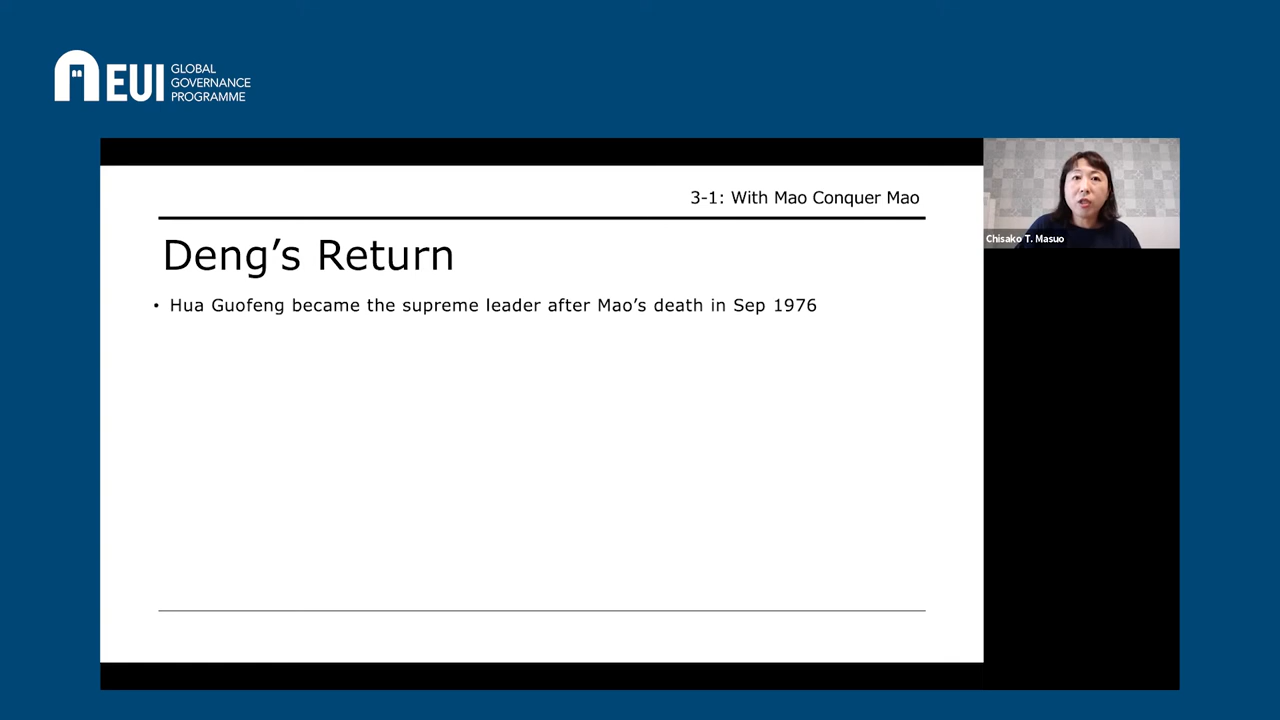 EUI
GLOBAL
GOVERNANCE
PROGRAMME
3-1: With Mao Conquer Mao
Deng’s Return
• Hua Guofeng became the supreme leader after Mao’s death in Sep 1976
Chisako T. Masuo